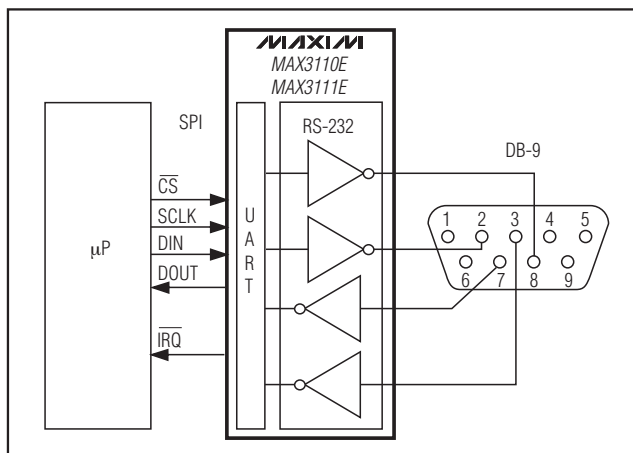 MAXIM
MAX3110E
MAX3111E
SPI
RS-232
DB-9
CS
SCLK
DIN
DOUT
IRQ
µP
UART
1 2 3 4 5
6 7 8 9